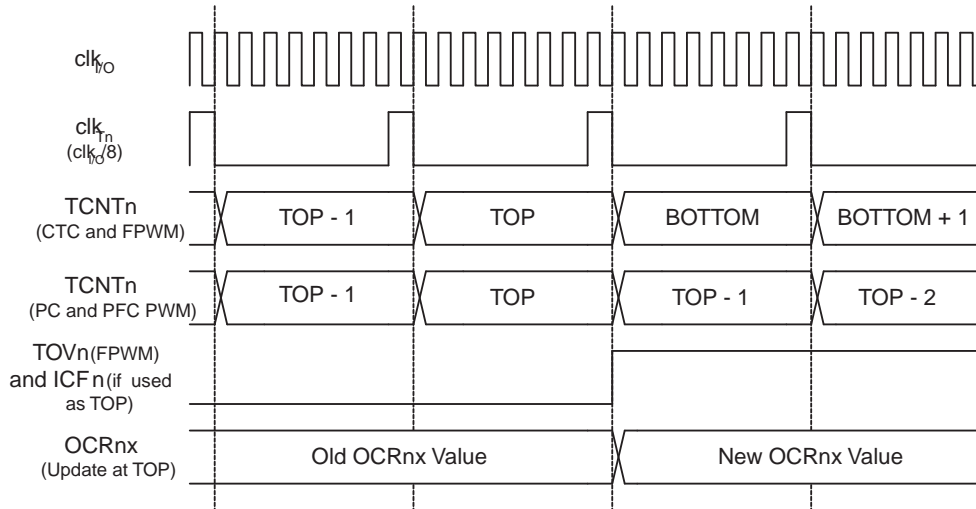 clkI/O
clkTn
(clkI/O/8)
TCNTn
(CTC and FPWM)
TOP - 1
TOP
BOTTOM
BOTTOM + 1
TCNTn
(PC and PFC PWM)
TOP - 1
TOP
TOP - 1
TOP - 2
TOVn(FPWM)
and ICFn(if used
as TOP)
OCRnx
(Update at TOP)
Old OCRnx Value
New OCRnx Value